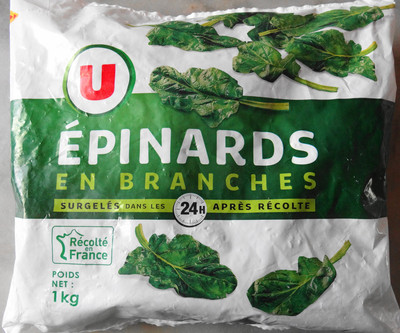 U
ÉPINARDS
EN BRANCHES
SURGELÉS DANS LES 24H APRÈS RÉCOLTE
Récolté
en
France
POIDS
NET :
1kg